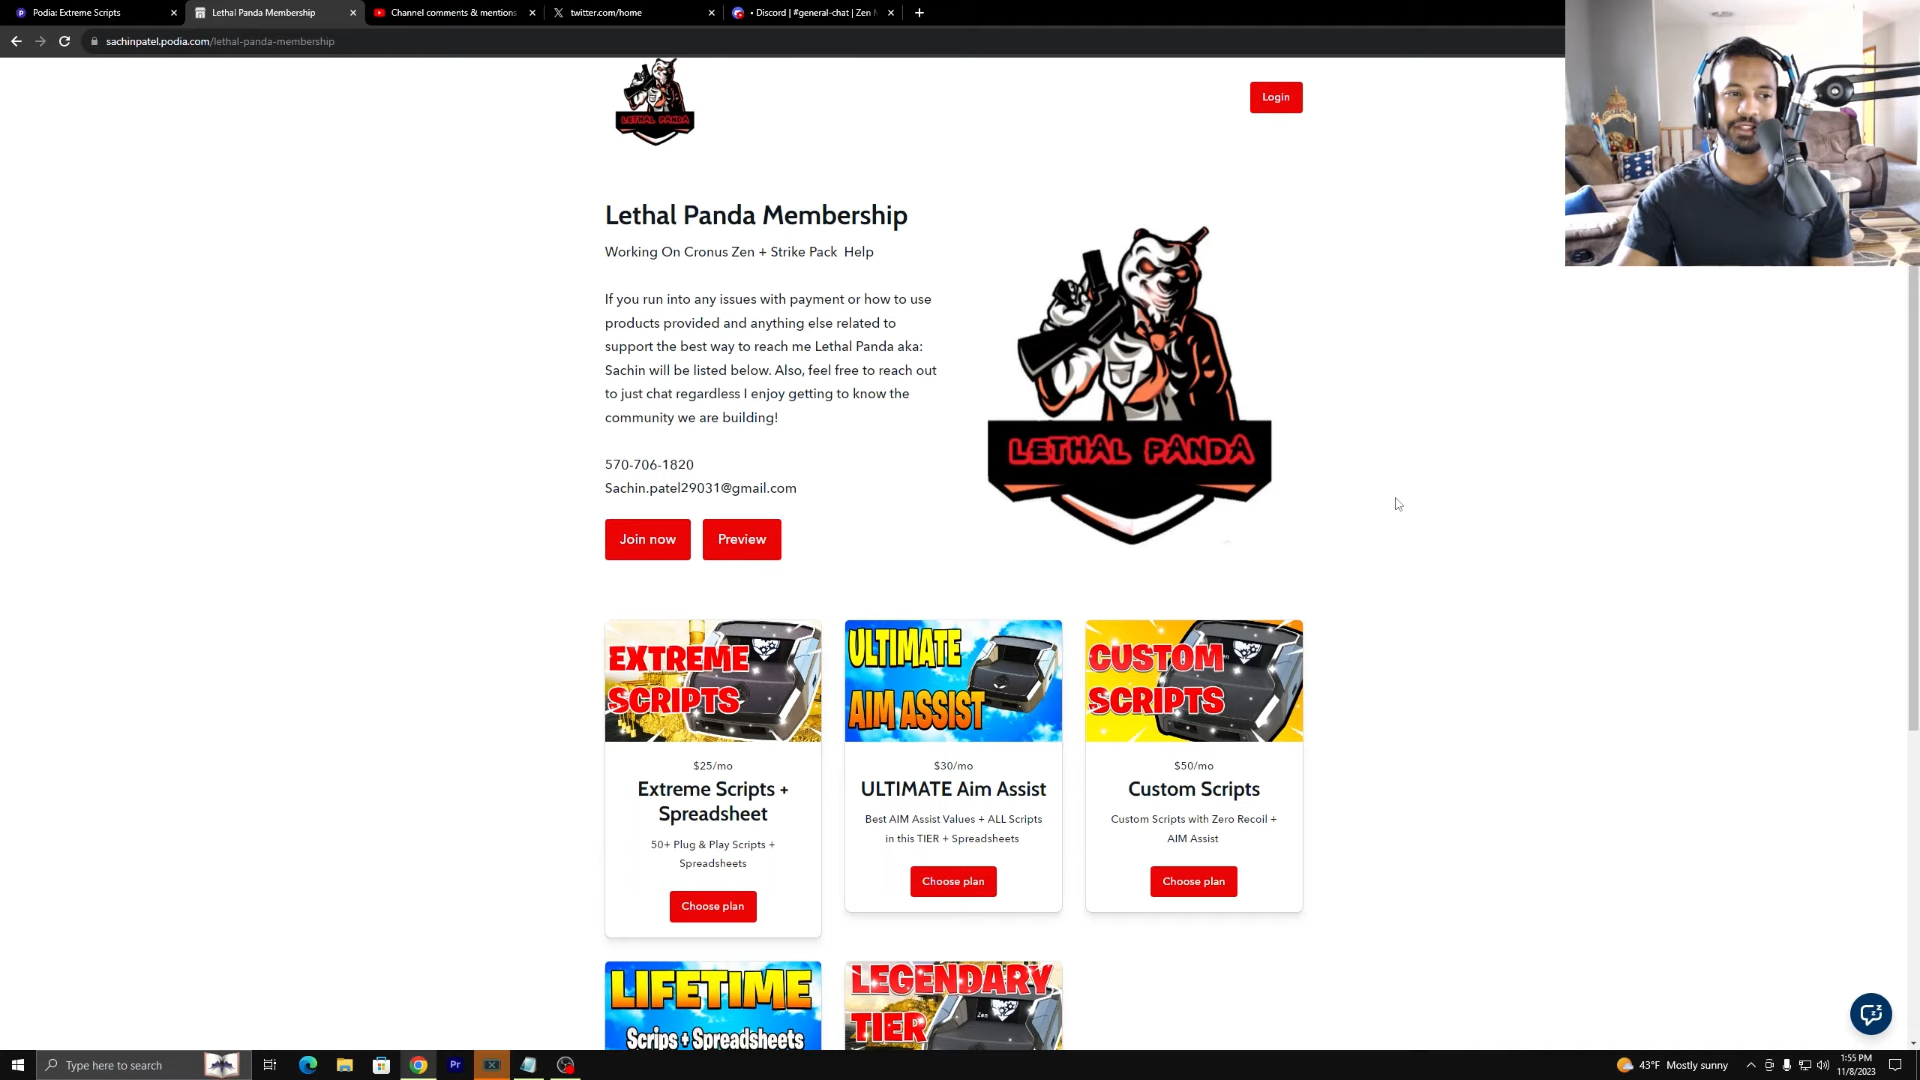 Podia: Extreme Scripts
Lethal Panda Membership
Channel comments & mentions
twitter.com/home
• Discord | #general-chat | Zen M
sachinpatel.podia.com/lethal-panda-membership
LETHAL PANDA
Login
Lethal Panda Membership
Working On Cronus Zen + Strike Pack Help
If you run into any issues with payment or how to use
products provided and anything else related to
support the best way to reach me Lethal Panda aka:
Sachin will be listed below. Also, feel free to reach out
to just chat regardless I enjoy getting to know the
community we are building!
570-706-1820
Sachin.patel29031@gmail.com
Join now
Preview
LETHAL PANDA
EXTREME
SCRIPTS
$25/mo
Extreme Scripts +
Spreadsheet
50+ Plug & Play Scripts +
Spreadsheets
Choose plan
ULTIMATE
AIM ASSIST
$30/mo
ULTIMATE Aim Assist
Best AIM Assist Values + ALL Scripts
in this TIER + Spreadsheets
Choose plan
CUSTOM
SCRIPTS
$50/mo
Custom Scripts
Custom Scripts with Zero Recoil +
AIM Assist
Choose plan
LIFETIME
Scrips + Spreadsheets
LEGENDARY
TIER
Zen
Type here to search
Pr
43°F Mostly sunny
1:55 PM
11/8/2023